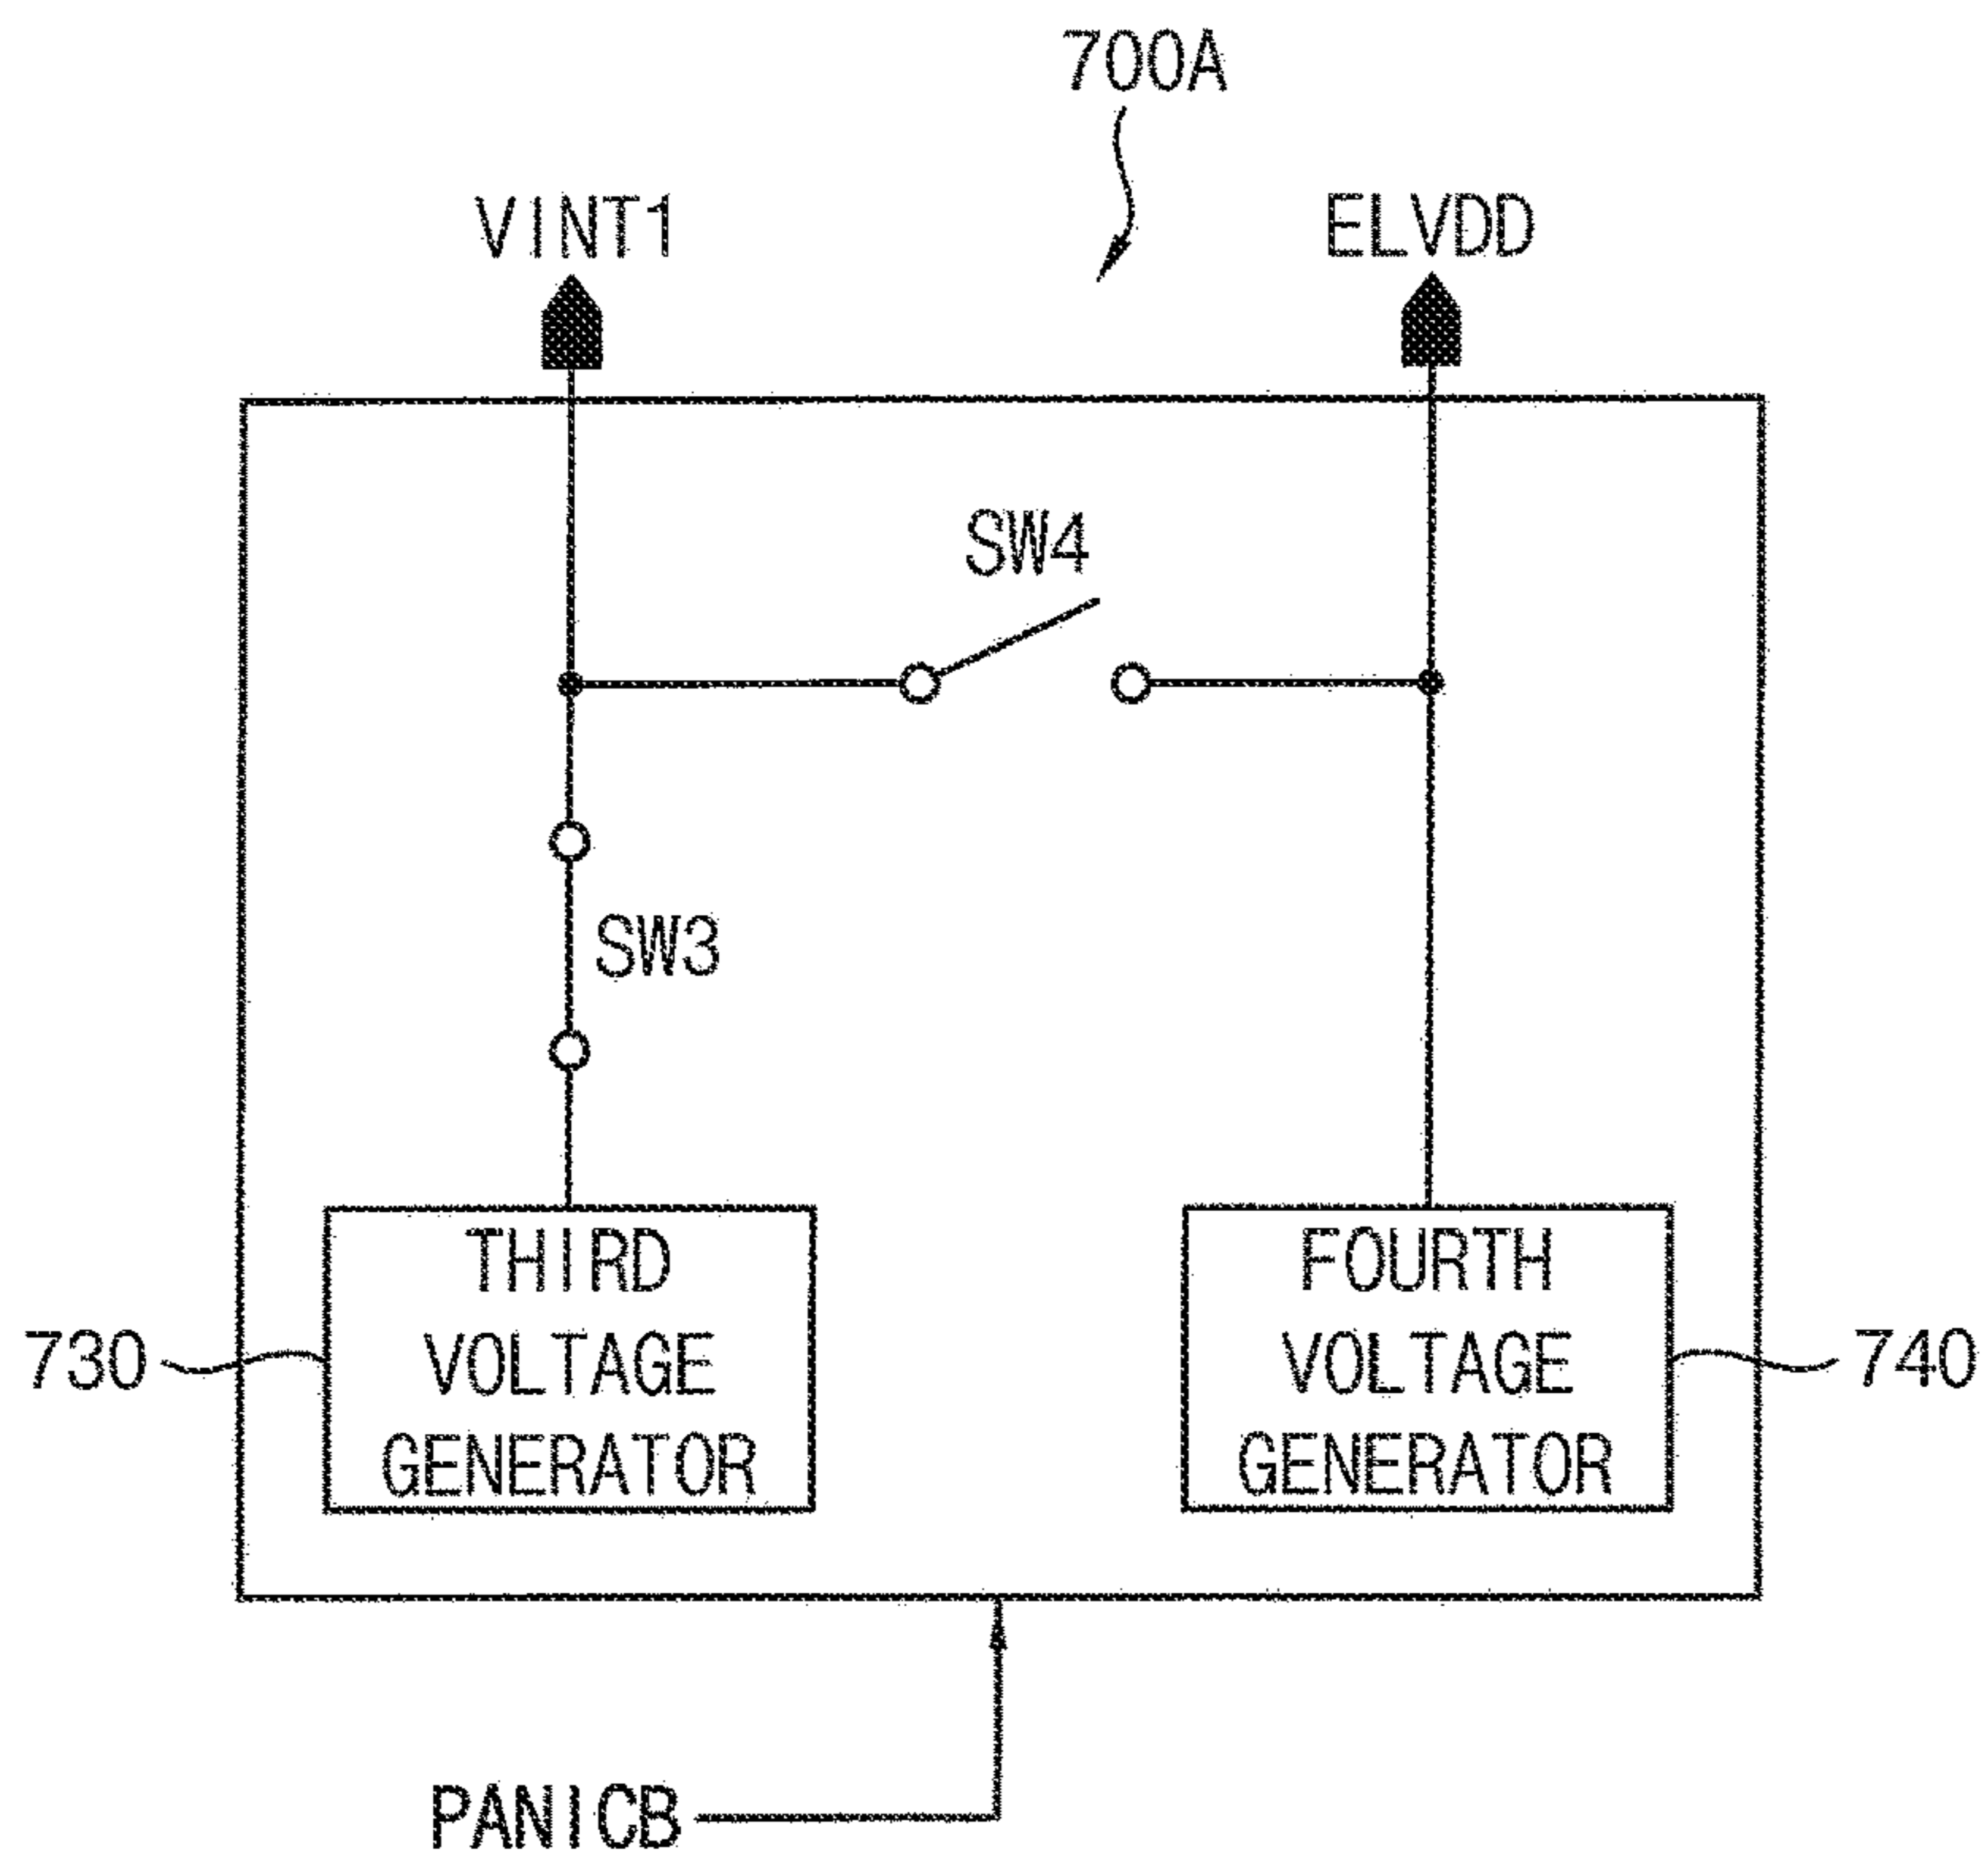 700A
VINT1
ELVDD
SW4
SW3
THIRD
VOLTAGE
GENERATOR
FOURTH
VOLTAGE
GENERATOR
730
740
PANICB